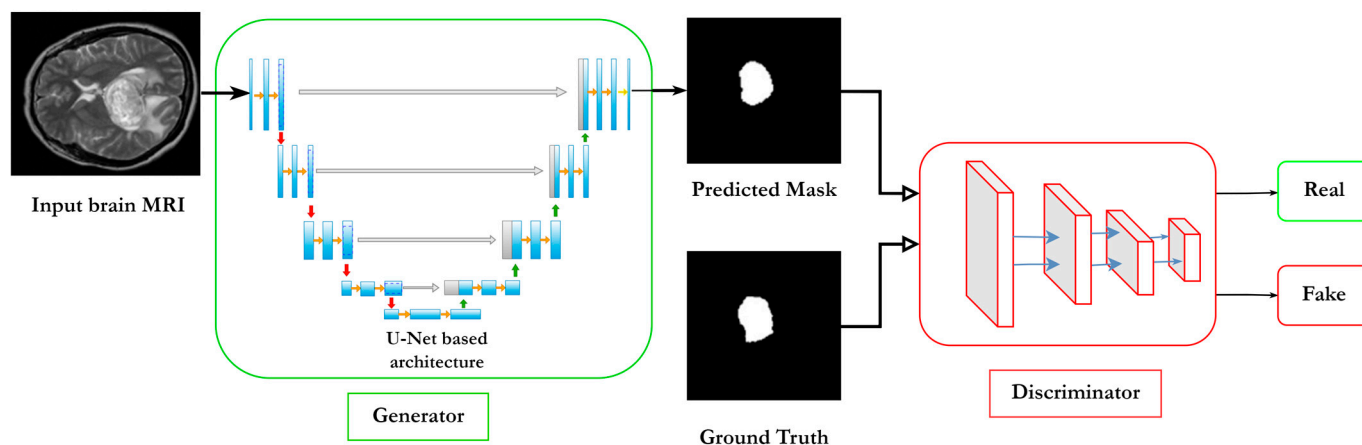 Input brain MRI
U-Net based
architecture
Generator
Predicted Mask
Ground Truth
Discriminator
Real
Fake